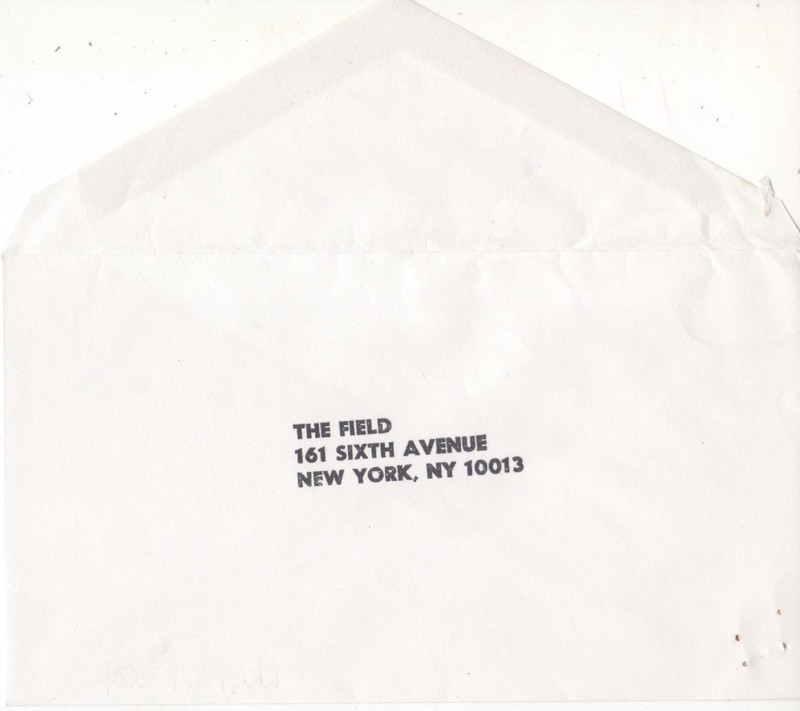 THE FIELD
161 SIXTH AVENUE
NEW YORK, NY 10013